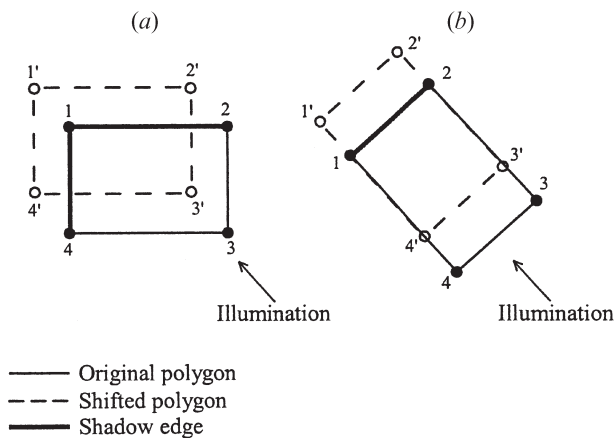 (a)
(b)
1'
2'
1
2
4'
3'
4
3
Illumination
2'
2
1'
1
3'
3
4'
4
Illumination
Original polygon
Shifted polygon
Shadow edge